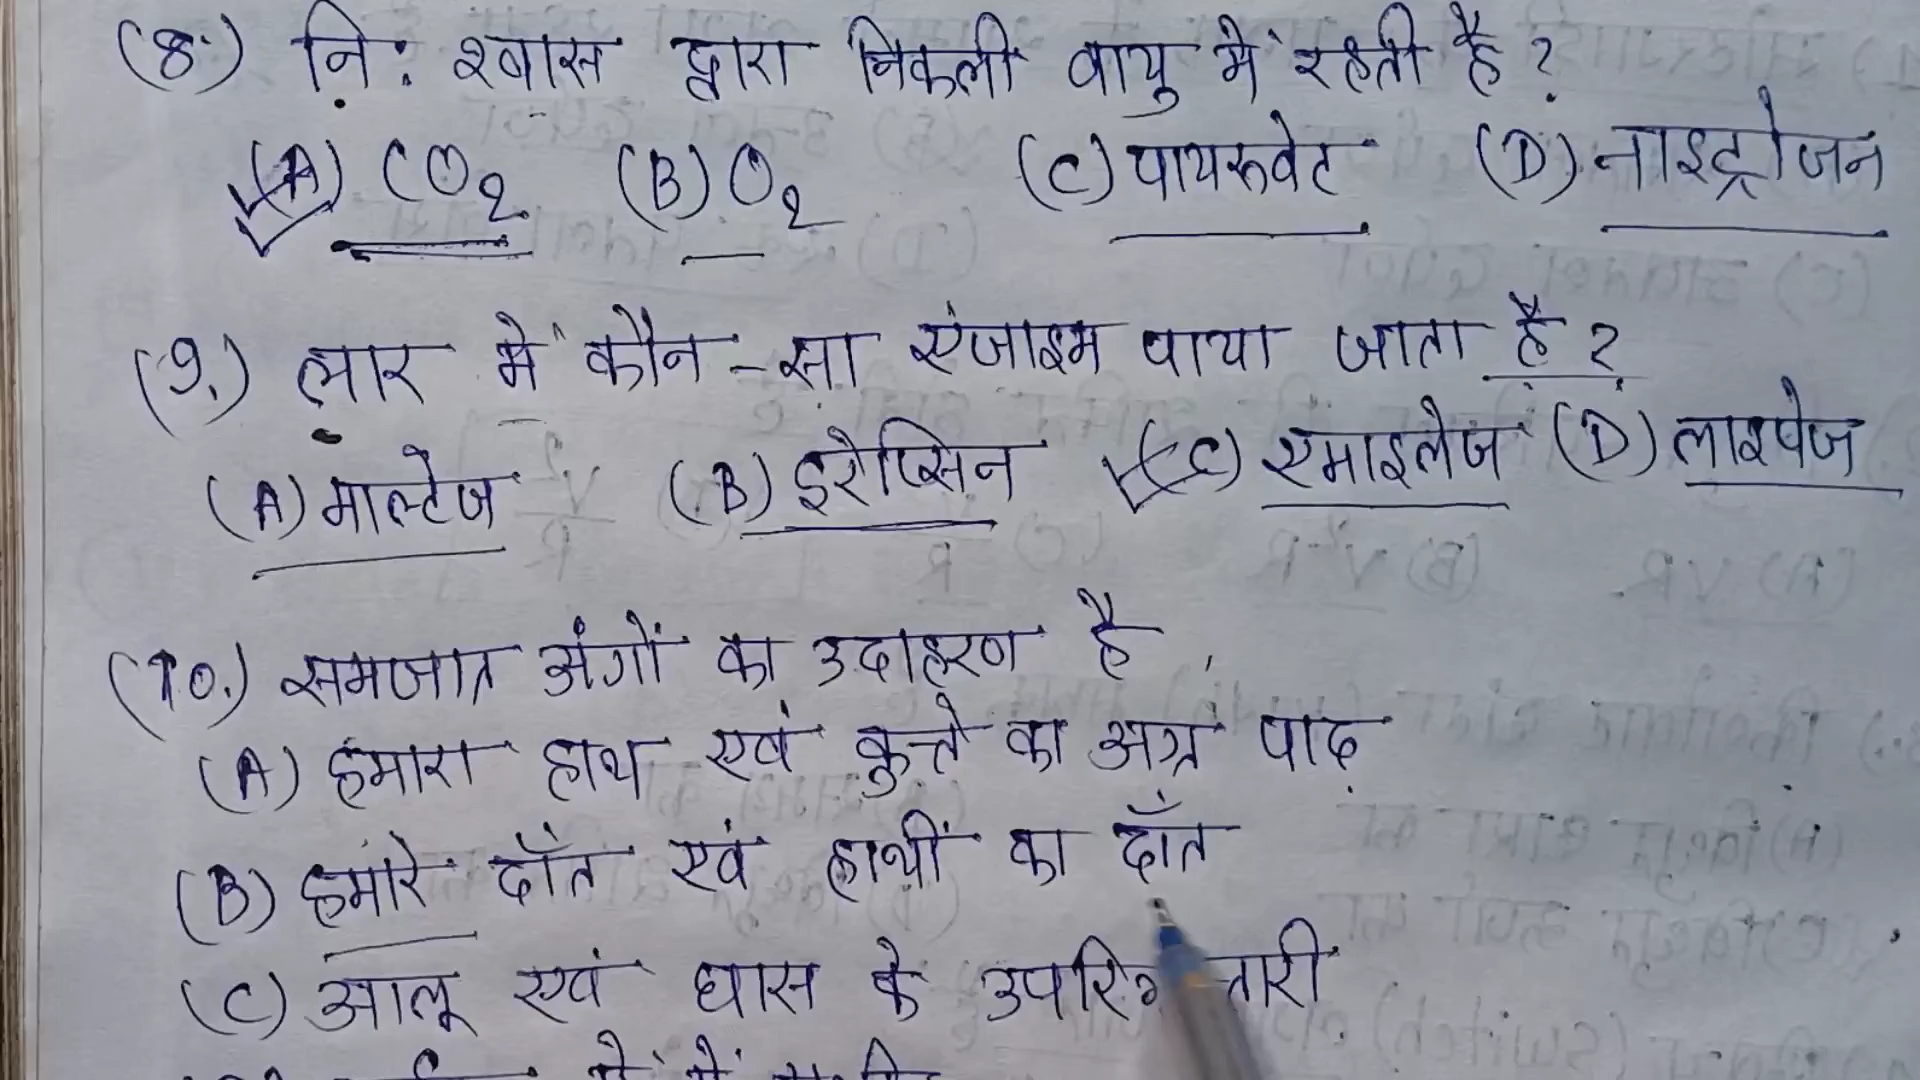 (8.) नि: श्वास द्वारा निकली वायु में रहती है ?
(A) CO2 (B) O2 (C) पायरूवेट (D) नाइट्रोजन
(9.) लार में कौन - सा एंजाइम पाया जाता है ?
(A) माल्टेज (B) इरेप्सिन (C) एमाइलेज (D) लाइपेज
(10.) समजात अंगों का उदाहरण है
(A) हमारा हाथ एवं कुत्ते का अग्र पाद
(B) हमारे दाँत एवं हाथी का दाँत
(C) आलू एवं घास के